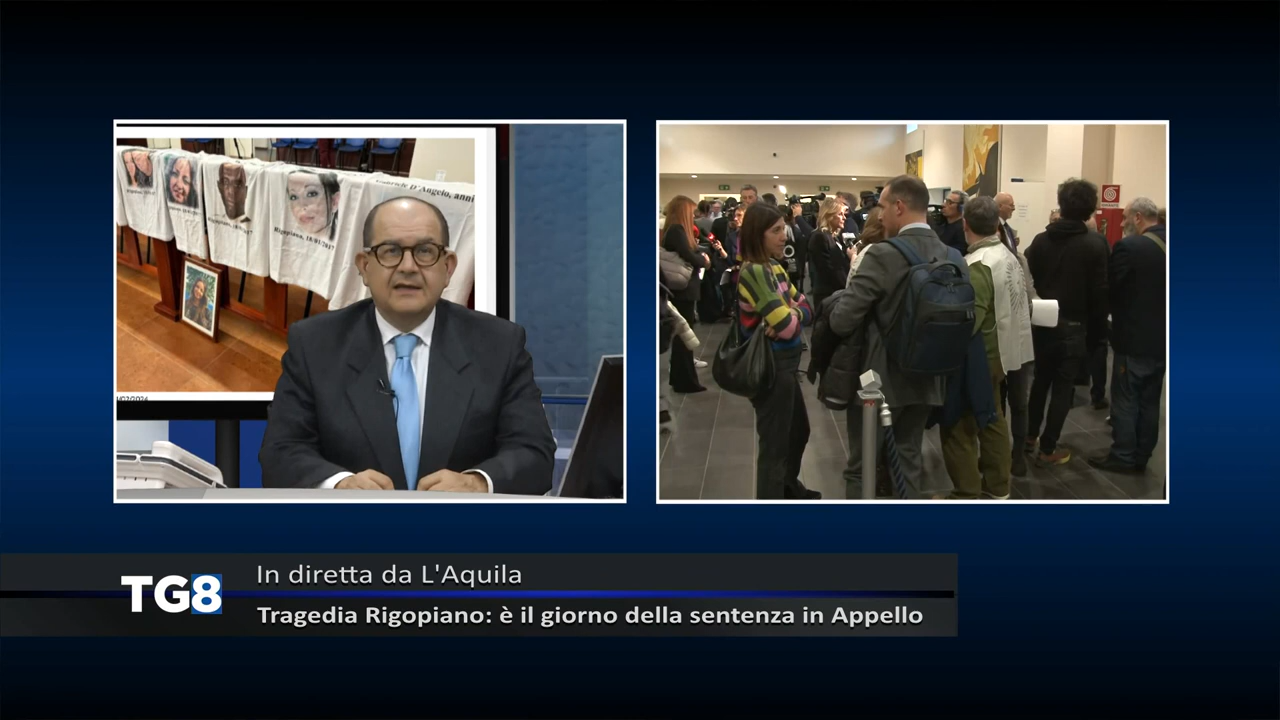 Gabriele D'Angelo, anni
Rigopiano, 18/01/2017
TG8
In diretta da L'Aquila
Tragedia Rigopiano: è il giorno della sentenza in Appello